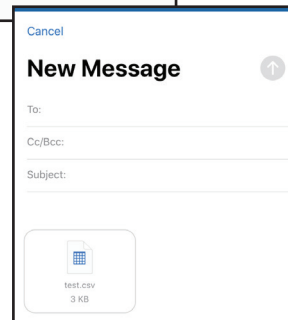 Cancel
New Message
To:
Cc/Bcc:
Subject:
test.csv
3 KB